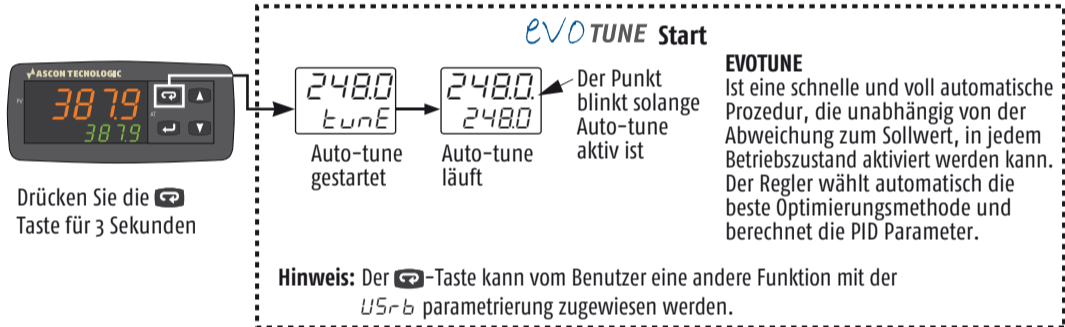 evo TUNE Start
ASCON TECNOLOGIC
PV
387.9
387.9
AT
Drücken Sie die
Taste für 3 Sekunden
248.0
tunE
Auto-tune
gestartet
248.0.
248.0
Auto-tune
läuft
Der Punkt
blinkt solange
Auto-tune
aktiv ist
EVOTUNE
Ist eine schnelle und voll automatische
Prozedur, die unabhängig von der
Abweichung zum Sollwert, in jedem
Betriebszustand aktiviert werden kann.
Der Regler wählt automatisch die
beste Optimierungsmethode und
berechnet die PID Parameter.
Hinweis: Der -Taste kann vom Benutzer eine andere Funktion mit der
USrb parametrierung zugewiesen werden.